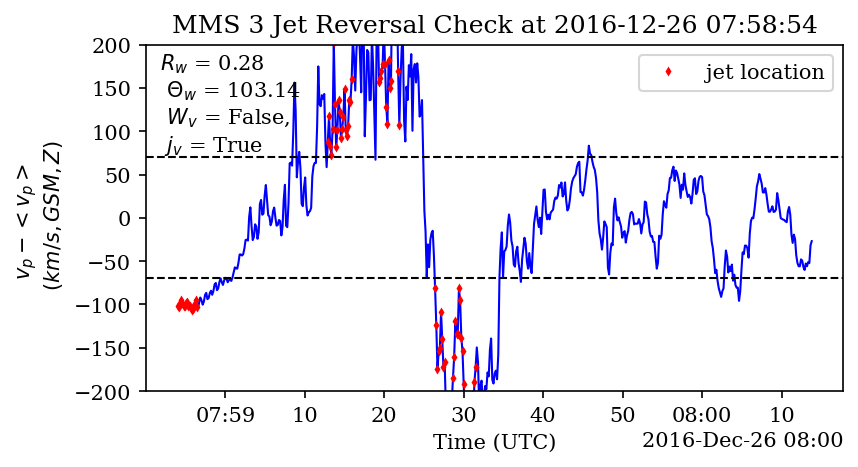 MMS 3 Jet Reversal Check at 2016-12-26 07:58:54
R_w = 0.28
Θ_w = 103.14
W_v = False,
j_v = True
jet location
v_p − <v_p>
(km/s, GSM, Z)
200
150
100
50
0
−50
−100
−150
−200
07:59 10 20 30 40 50 08:00 10
Time (UTC)
2016-Dec-26 08:00